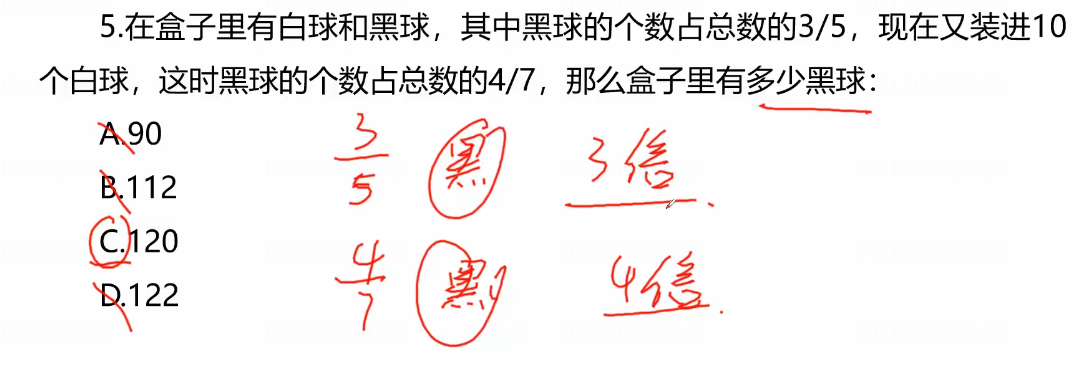 5.在盒子里有白球和黑球，其中黑球的个数占总数的3/5，现在又装进10
个白球，这时黑球的个数占总数的4/7，那么盒子里有多少黑球：
A.90
3/5 黑 3倍
B.112
C.120
4/7 黑 4倍
D.122